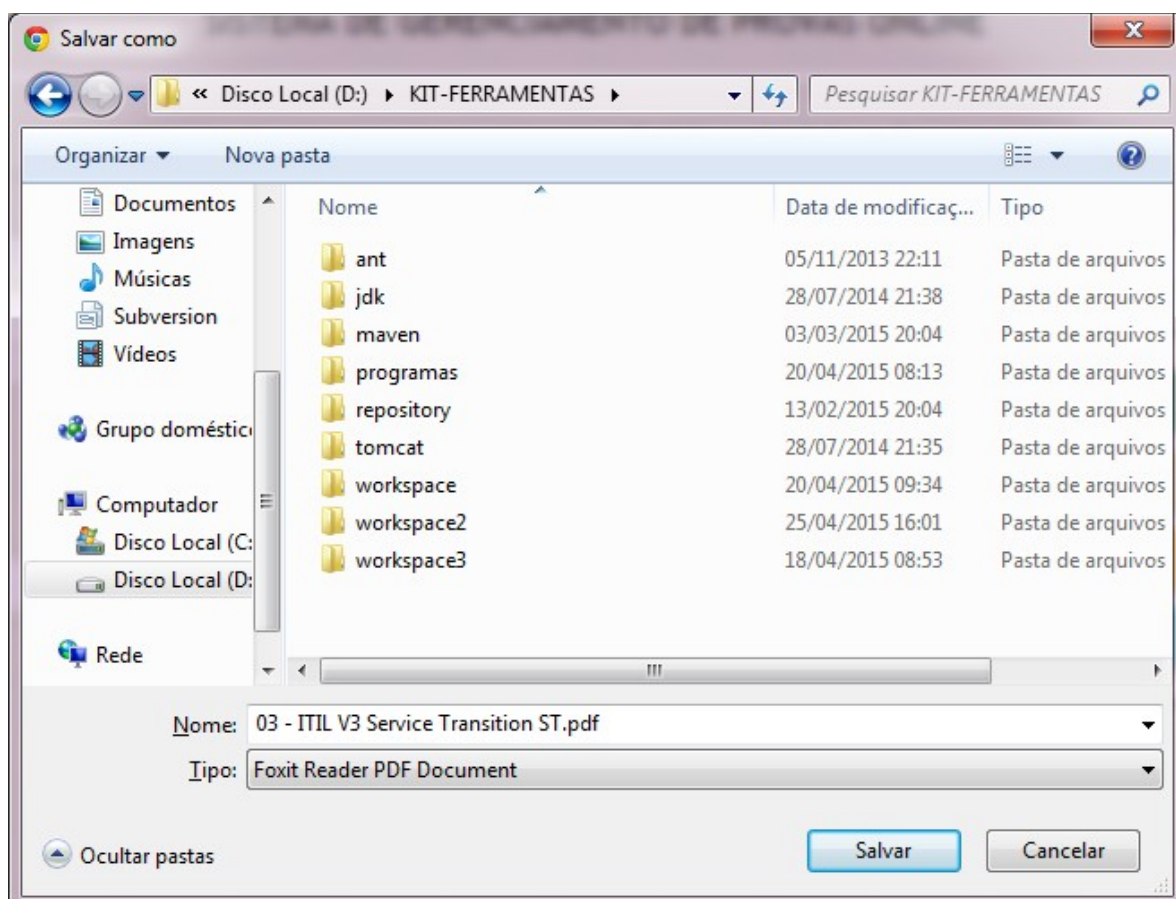 SISTEMA DE GERENCIAMENTO DE PROVAS ONLINE
Salvar como
« Disco Local (D:) KIT-FERRAMENTAS
Pesquisar KIT-FERRAMENTAS
Organizar
Nova pasta
Documentos
Imagens
Músicas
Subversion
Vídeos
Grupo doméstic
Computador
Disco Local (C:
Disco Local (D:
Rede
Nome Data de modificaç... Tipo
ant 05/11/2013 22:11 Pasta de arquivos
jdk 28/07/2014 21:38 Pasta de arquivos
maven 03/03/2015 20:04 Pasta de arquivos
programas 20/04/2015 08:13 Pasta de arquivos
repository 13/02/2015 20:04 Pasta de arquivos
tomcat 28/07/2014 21:35 Pasta de arquivos
workspace 20/04/2015 09:34 Pasta de arquivos
workspace2 25/04/2015 16:01 Pasta de arquivos
workspace3 18/04/2015 08:53 Pasta de arquivos
Nome: 03 - ITIL V3 Service Transition ST.pdf
Tipo: Foxit Reader PDF Document
Ocultar pastas
Salvar
Cancelar